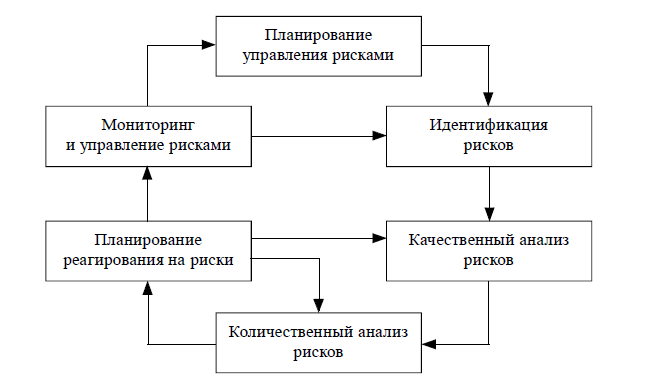 Планирование
управления рисками
Мониторинг
и управление рисками
Идентификация
рисков
Планирование
реагирования на риски
Качественный анализ
рисков
Количественный анализ
рисков